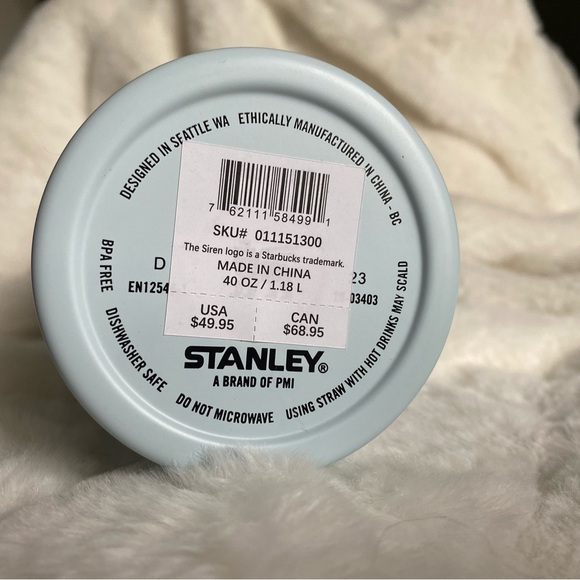 DESIGNED IN SEATTLE WA ETHICALLY MANUFACTURED IN CHINA - BC
7 62111 58499 1
SKU# 011151300
The Siren logo is a Starbucks trademark.
MADE IN CHINA
40 OZ / 1.18 L
USA
$49.95
CAN
$68.95
D
23
EN1254
03403
STANLEY®
A BRAND OF PMI
BPA FREE DISHWASHER SAFE DO NOT MICROWAVE USING STRAW WITH HOT DRINKS MAY SCALD